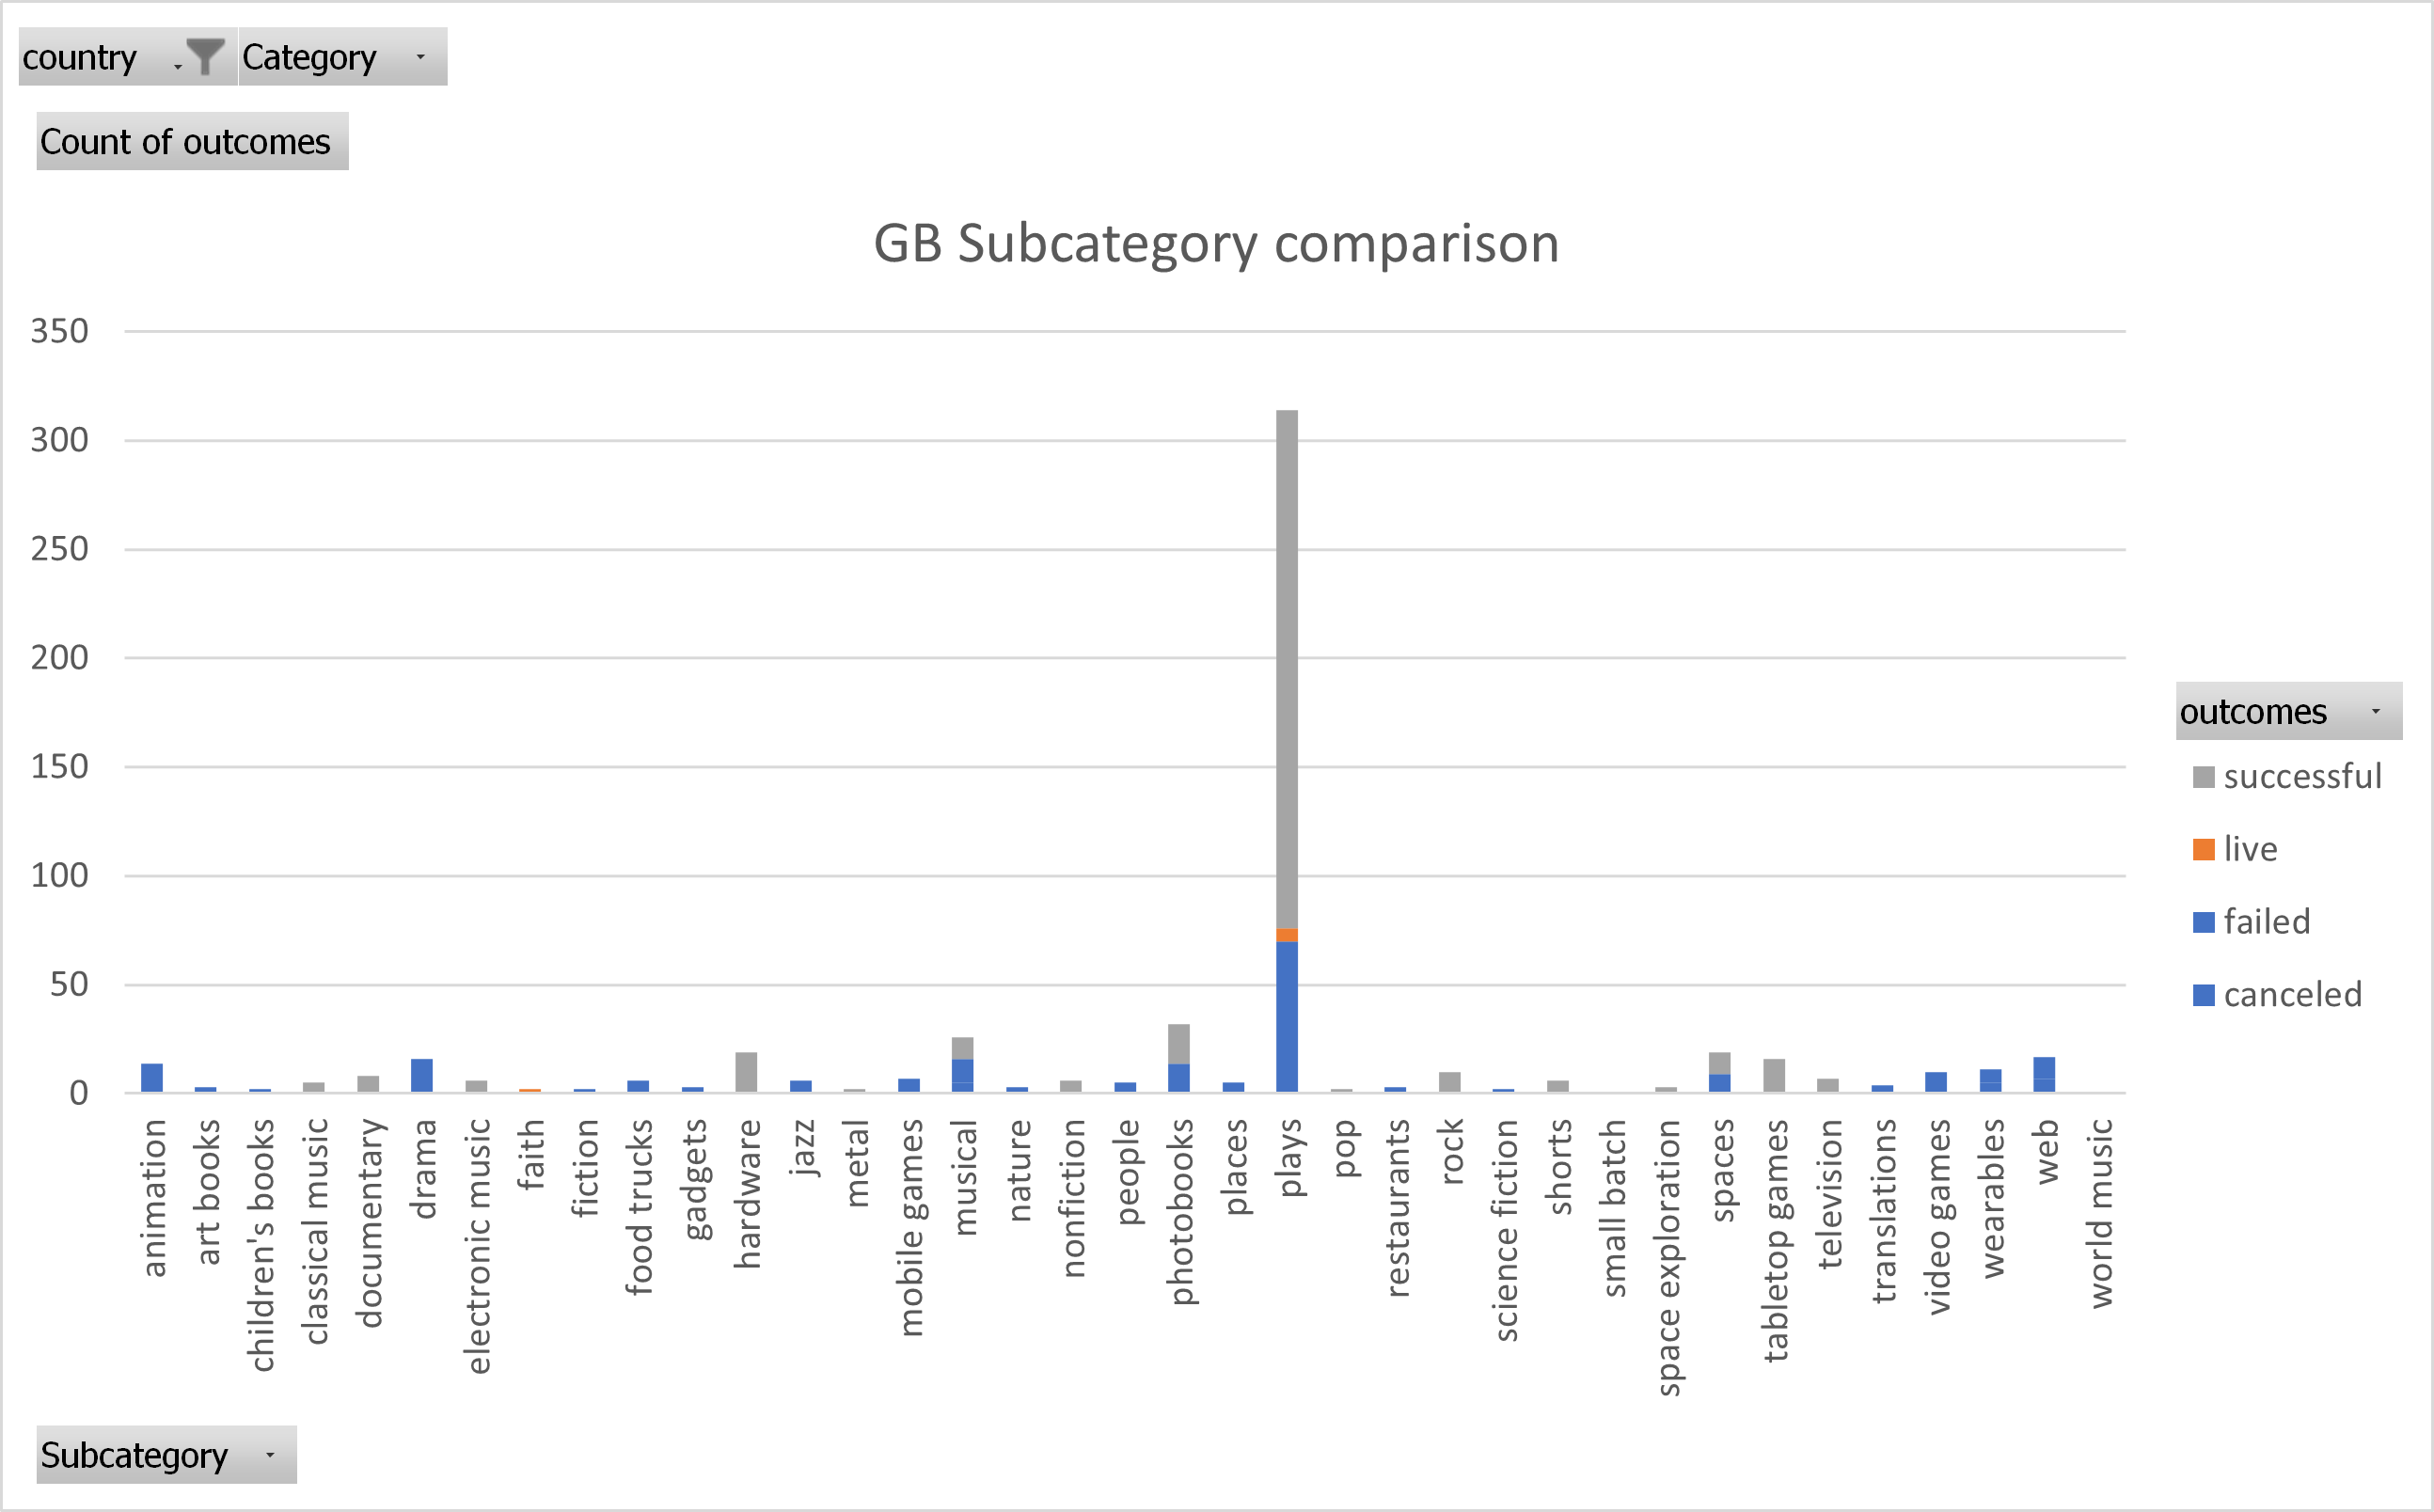 country Category
Count of outcomes
GB Subcategory comparison
350
300
250
200
150
100
50
0
outcomes
successful
live
failed
canceled
animation
art books
children's books
classical music
documentary
drama
electronic music
faith
fiction
food trucks
gadgets
hardware
jazz
metal
mobile games
musical
nature
nonfiction
people
photobooks
places
plays
pop
restaurants
rock
science fiction
shorts
small batch
space exploration
spaces
tabletop games
television
translations
video games
wearables
web
world music
Subcategory